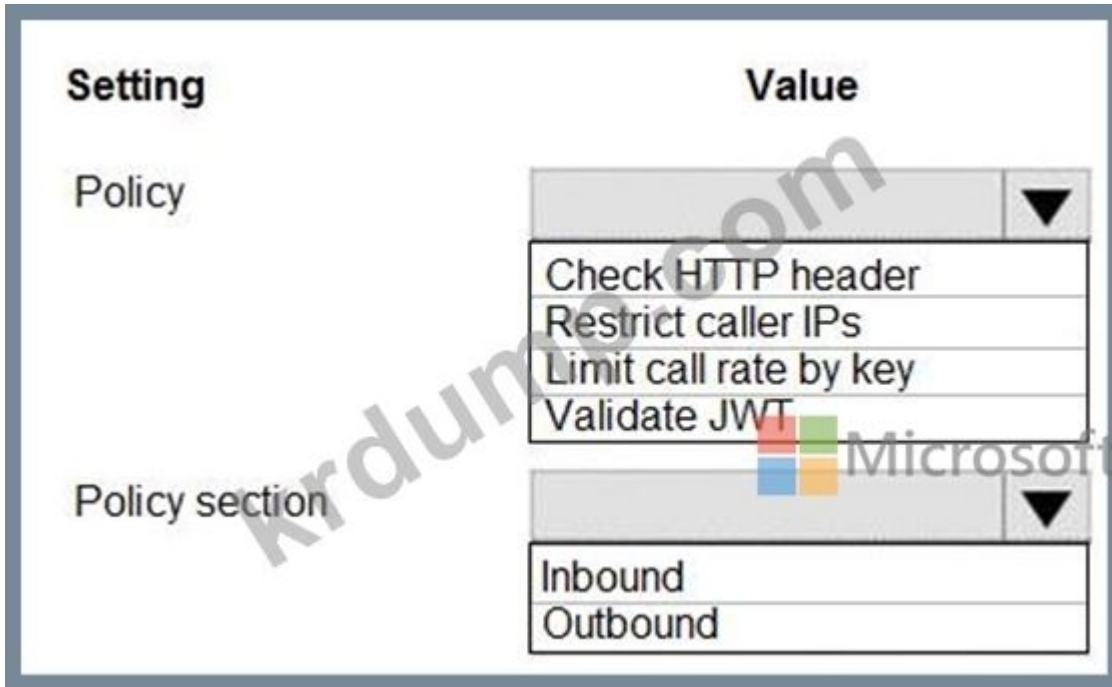 Setting Value
Policy
Check HTTP header
Restrict caller IPs
Limit call rate by key
Validate JWT
Microsoft
Policy section
Inbound
Outbound
krdump.com